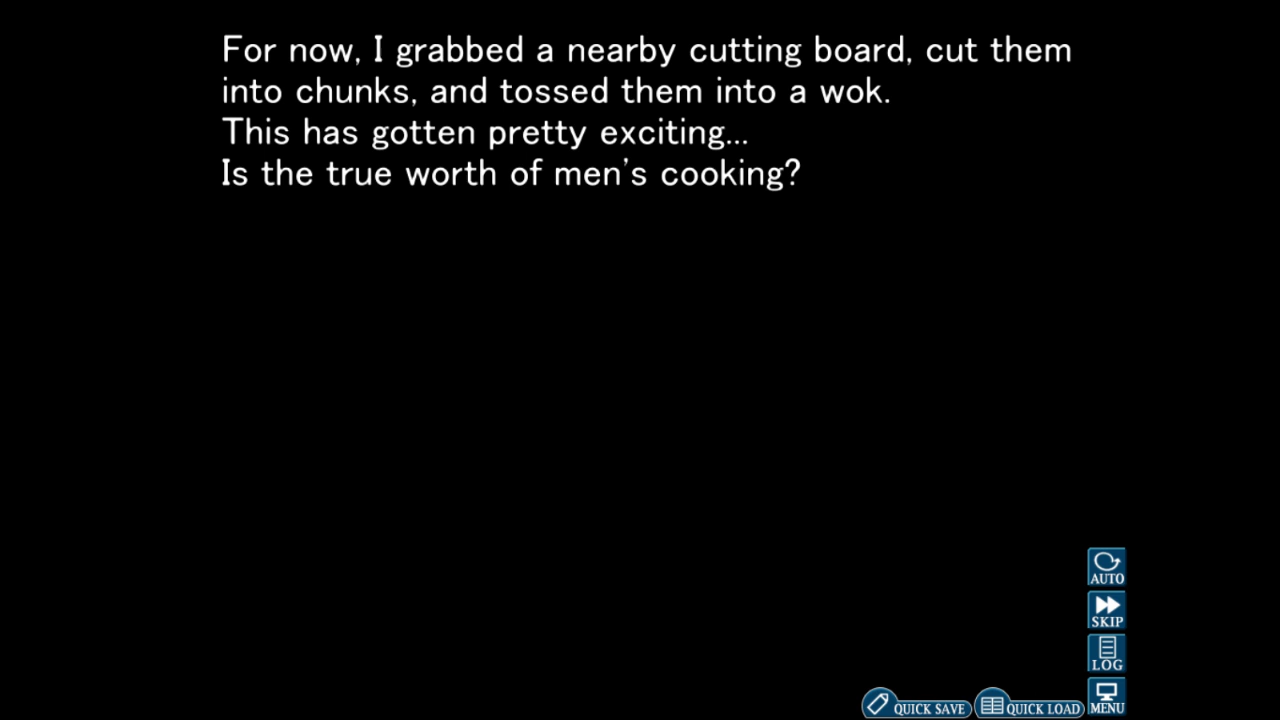 For now, I grabbed a nearby cutting board, cut them
into chunks, and tossed them into a wok.
This has gotten pretty exciting...
Is the true worth of men's cooking?
AUTO
SKIP
LOG
MENU
QUICK SAVE
QUICK LOAD